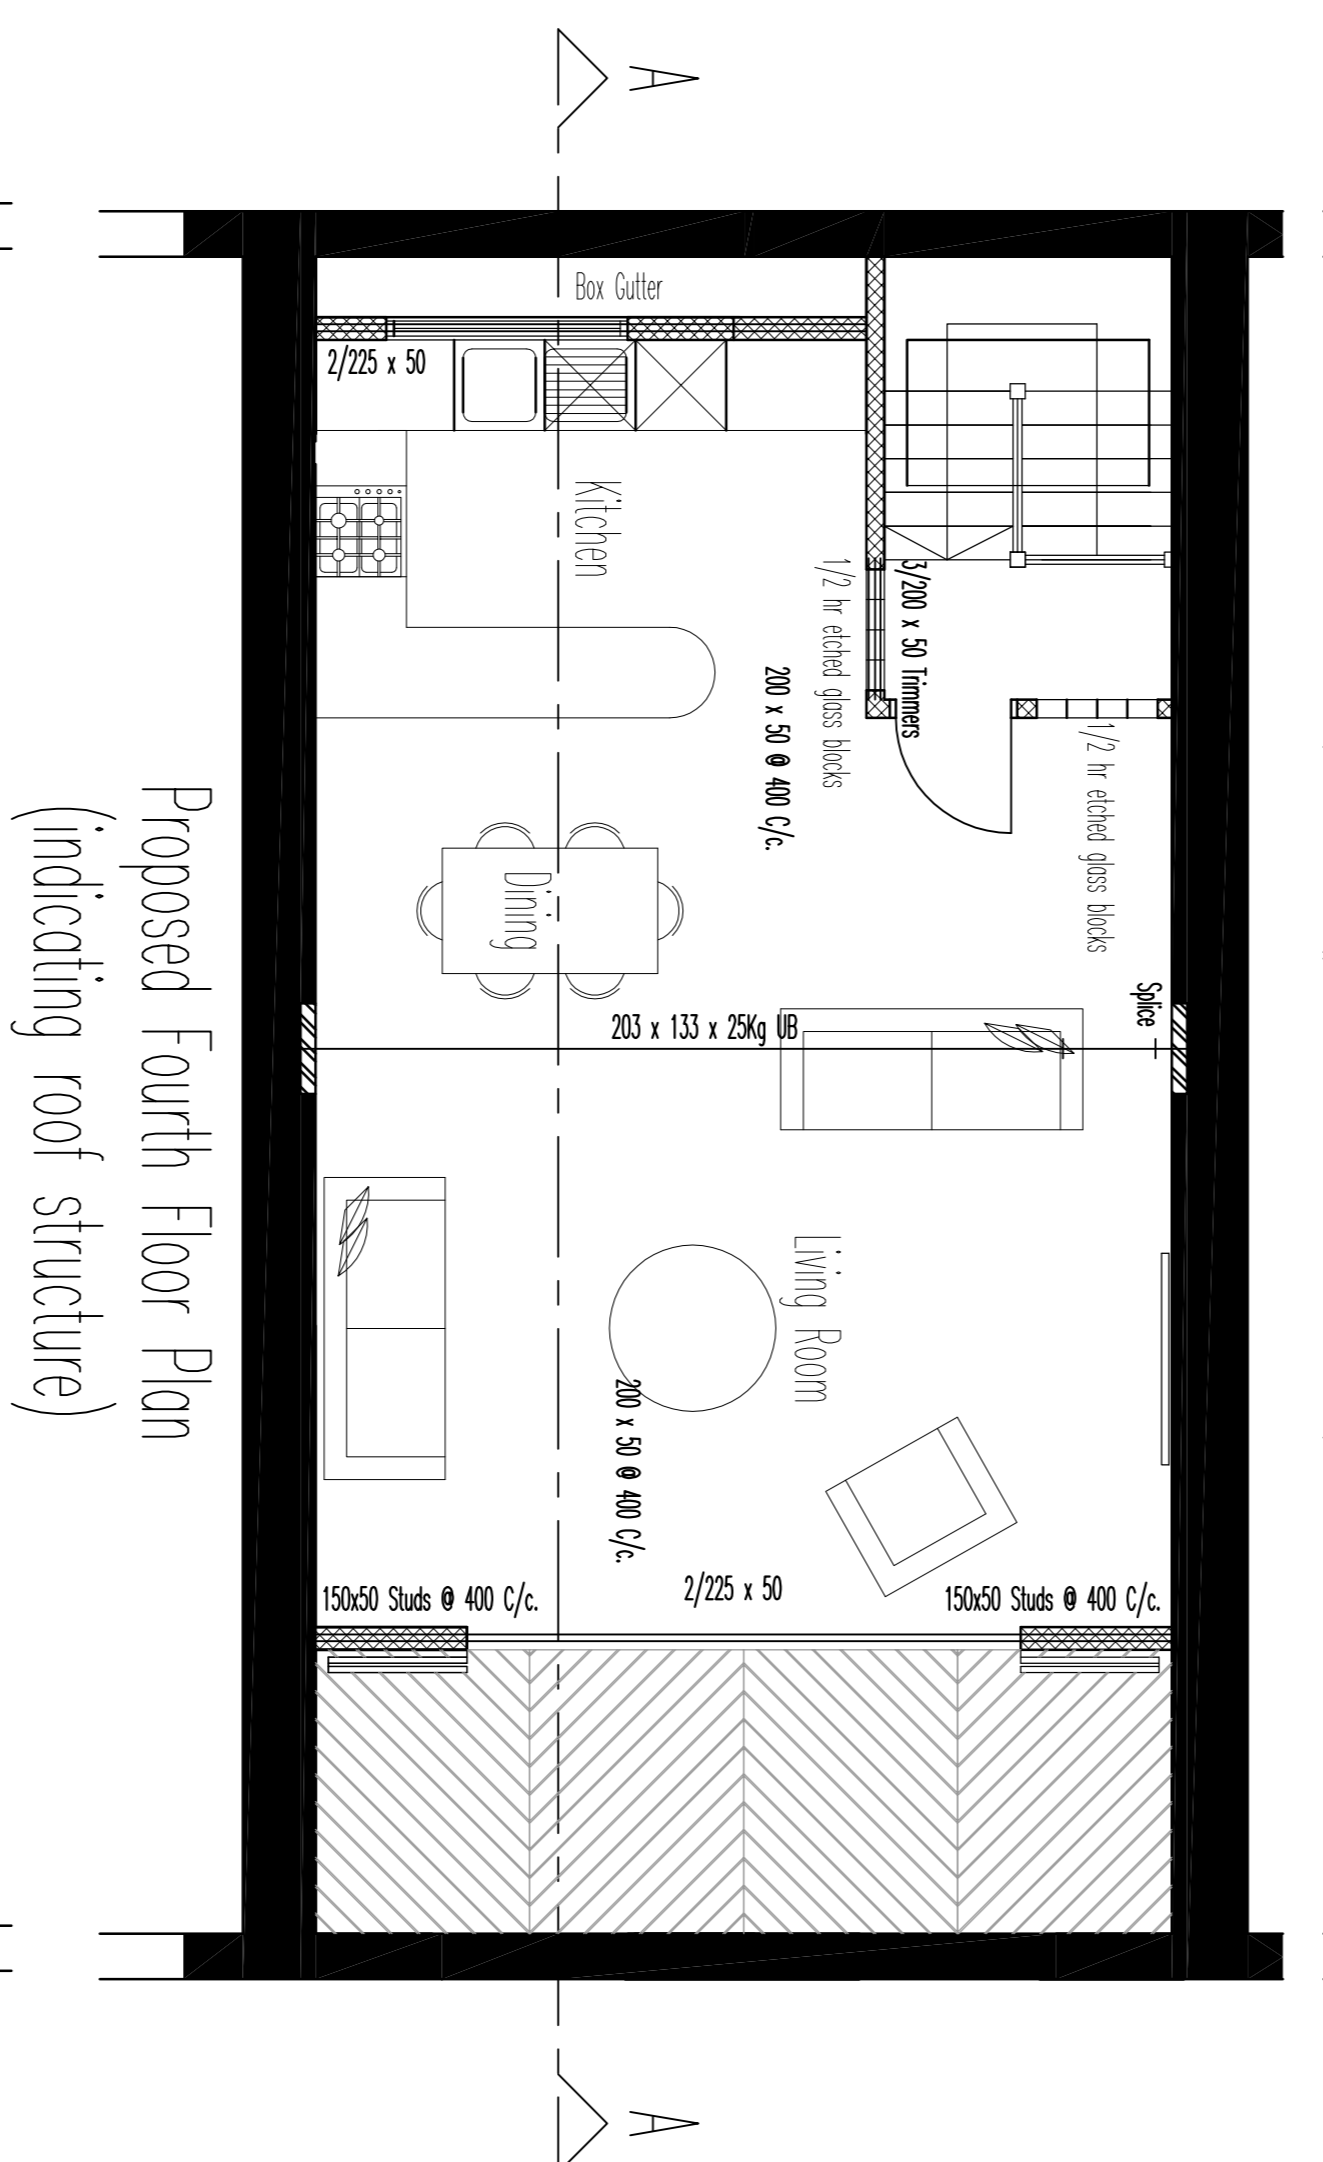 A
Box Gutter
2/225 x 50
Kitchen
1/2 hr etched glass blocks
3/200 x 50 Trimmers
200 x 50 @ 400 C/c.
1/2 hr etched glass blocks
Dining
Splice
203 x 133 x 25Kg UB
Living Room
200 x 50 @ 400 C/c.
150x50 Studs @ 400 C/c.
2/225 x 50
150x50 Studs @ 400 C/c.
A
Proposed Fourth Floor Plan
(indicating roof structure)